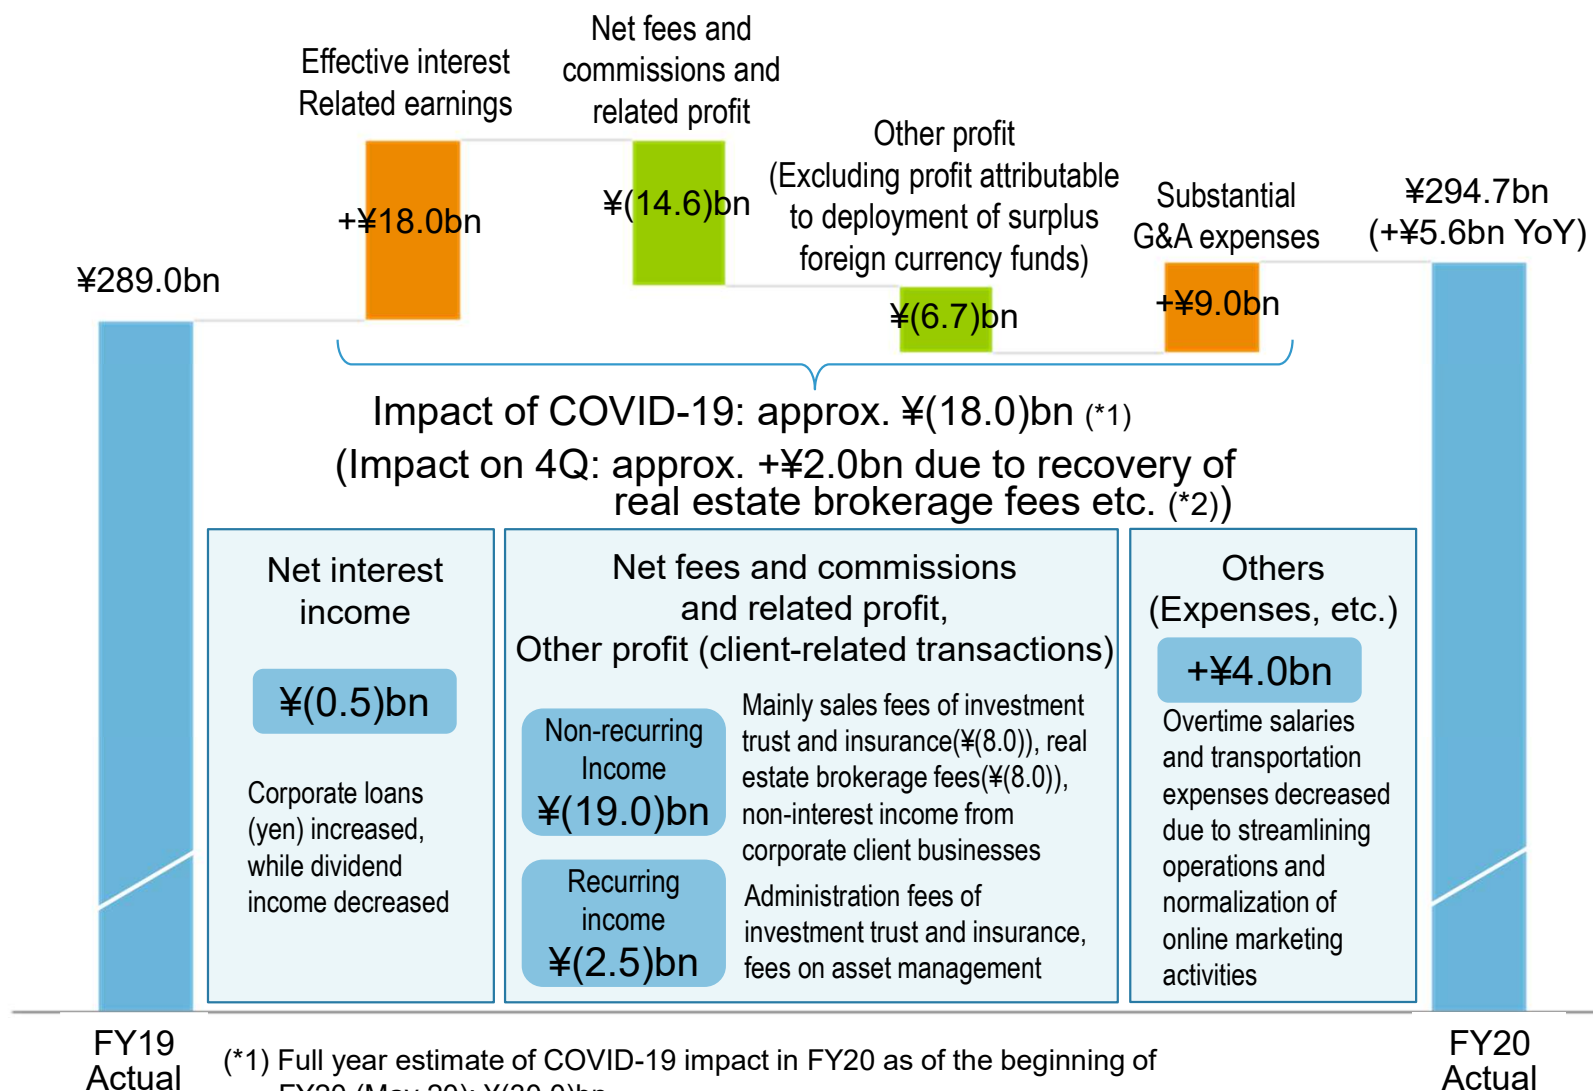 Effective interest
Related earnings
Net fees and
commissions and
related profit
Other profit
(Excluding profit attributable
to deployment of surplus
foreign currency funds)
Substantial
G&A expenses
¥294.7bn
(+¥5.6bn YoY)
¥289.0bn
+¥18.0bn
¥(14.6)bn
¥(6.7)bn
+¥9.0bn
Impact of COVID-19: approx. ¥(18.0)bn (*1)
(Impact on 4Q: approx. +¥2.0bn due to recovery of
real estate brokerage fees etc. (*2))
Net interest
income
¥(0.5)bn
Corporate loans
(yen) increased,
while dividend
income decreased
Net fees and commissions
and related profit,
Other profit (client-related transactions)
Non-recurring
Income
¥(19.0)bn
Mainly sales fees of investment
trust and insurance(¥(8.0)), real
estate brokerage fees(¥(8.0)),
non-interest income from
corporate client businesses
Recurring
income
¥(2.5)bn
Administration fees of
investment trust and insurance,
fees on asset management
Others
(Expenses, etc.)
+¥4.0bn
Overtime salaries
and transportation
expenses decreased
due to streamlining
operations and
normalization of
online marketing
activities
FY19
Actual
FY20
Actual
(*1) Full year estimate of COVID-19 impact in FY20 as of the beginning of
FY20 (May 20): ¥(30.0)bn